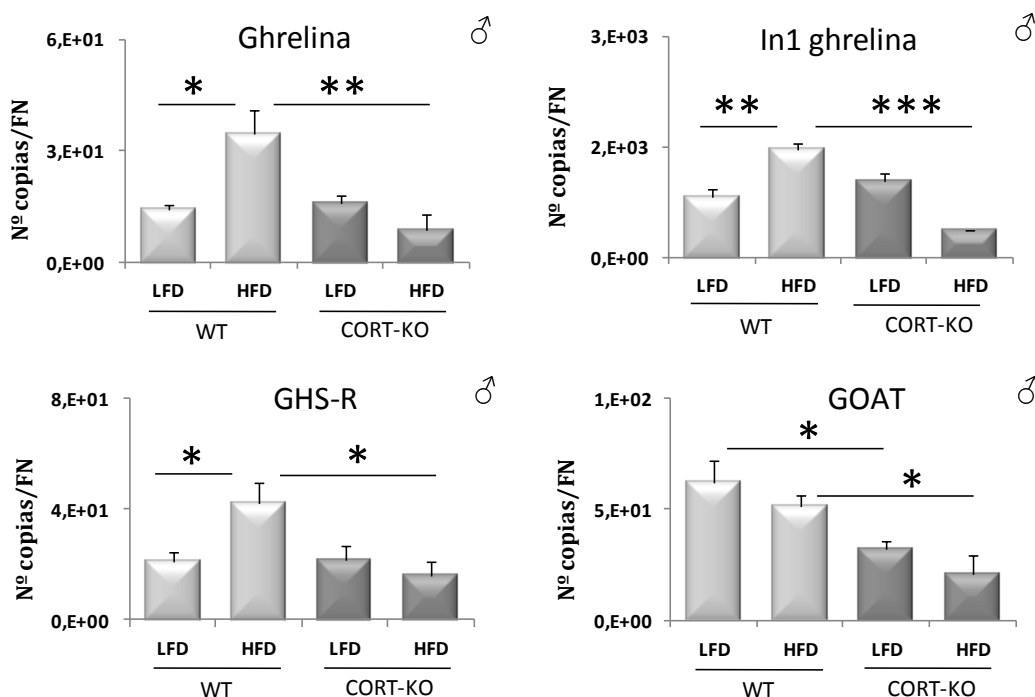 Ghrelina ♂
6,E+01
3,E+01
0,E+00
Nº copias/FN
* **
LFD HFD LFD HFD
WT CORT-KO
In1 ghrelina ♂
3,E+03
2,E+03
0,E+00
Nº copias/FN
** ***
LFD HFD LFD HFD
WT CORT-KO
GHS-R ♂
8,E+01
4,E+01
0,E+00
Nº copias/FN
* *
LFD HFD LFD HFD
WT CORT-KO
GOAT ♂
1,E+02
5,E+01
0,E+00
Nº copias/FN
*
*
LFD HFD LFD HFD
WT CORT-KO